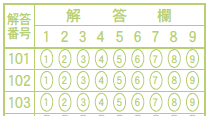 解答番号 解答欄
1 2 3 4 5 6 7 8 9
101 ① ② ③ ④ ⑤ ⑥ ⑦ ⑧ ⑨
102 ① ② ③ ④ ⑤ ⑥ ⑦ ⑧ ⑨
103 ① ② ③ ④ ⑤ ⑥ ⑦ ⑧ ⑨